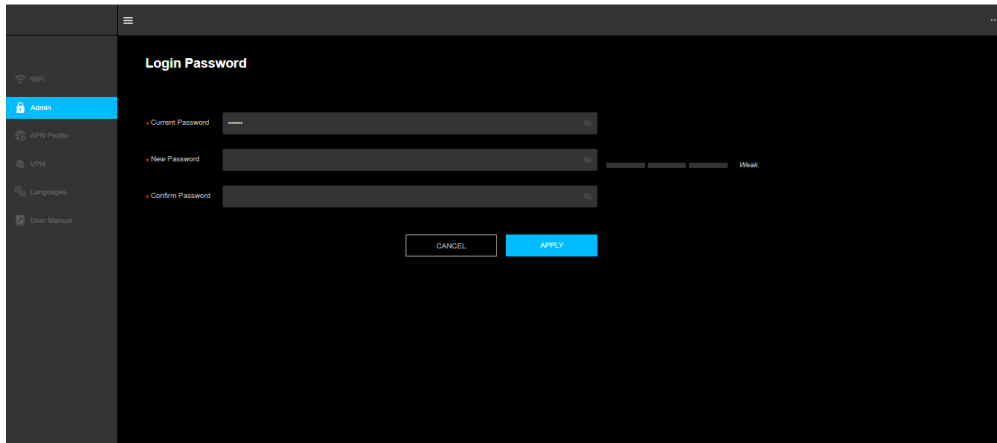 Login Password
WiFi
Admin
APN Profile
VPN
Languages
User Manual
* Current Password •••••••
* New Password
Weak.
* Confirm Password
CANCEL
APPLY